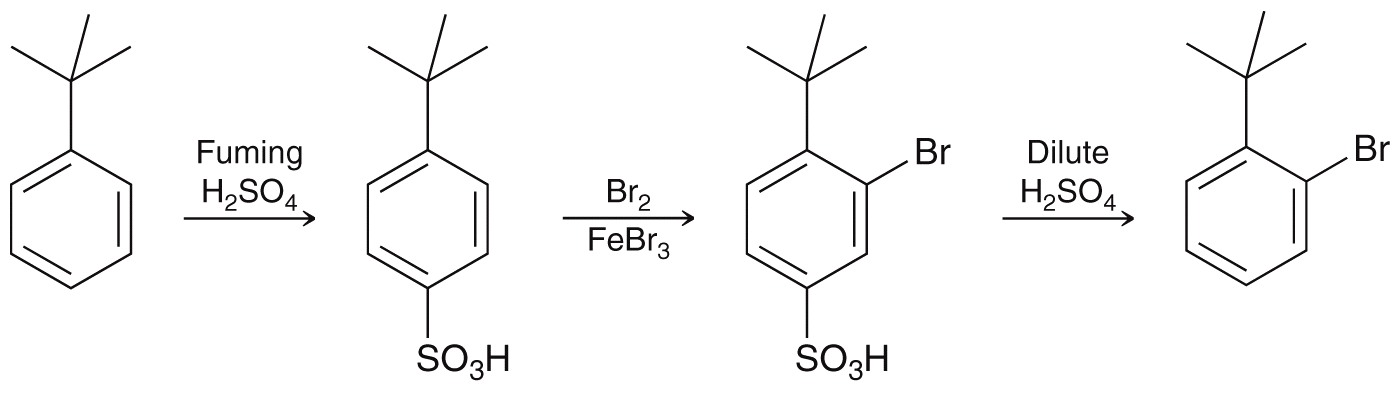 Fuming
H₂SO₄
SO₃H
Br₂
FeBr₃
Br
SO₃H
Dilute
H₂SO₄
Br